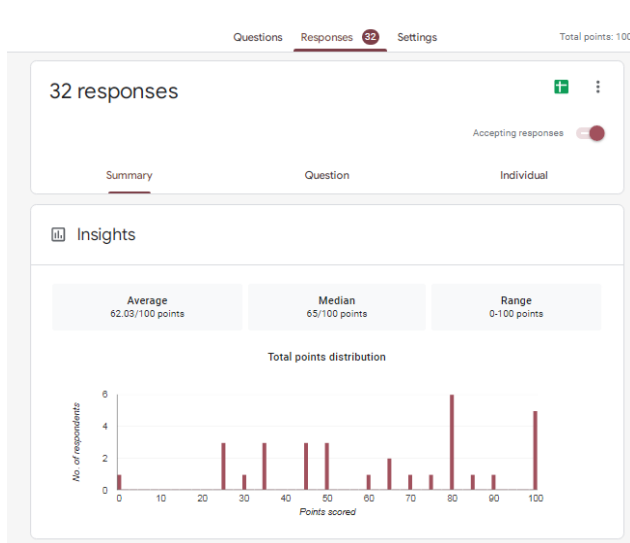 Questions Responses 32 Settings Total points: 100
32 responses
Accepting responses
Summary Question Individual
Insights
Average Median Range
62.03/100 points 65/100 points 0-100 points
Total points distribution
No. of respondents
6
4
2
0
0 10 20 30 40 50 60 70 80 90 100
Points scored